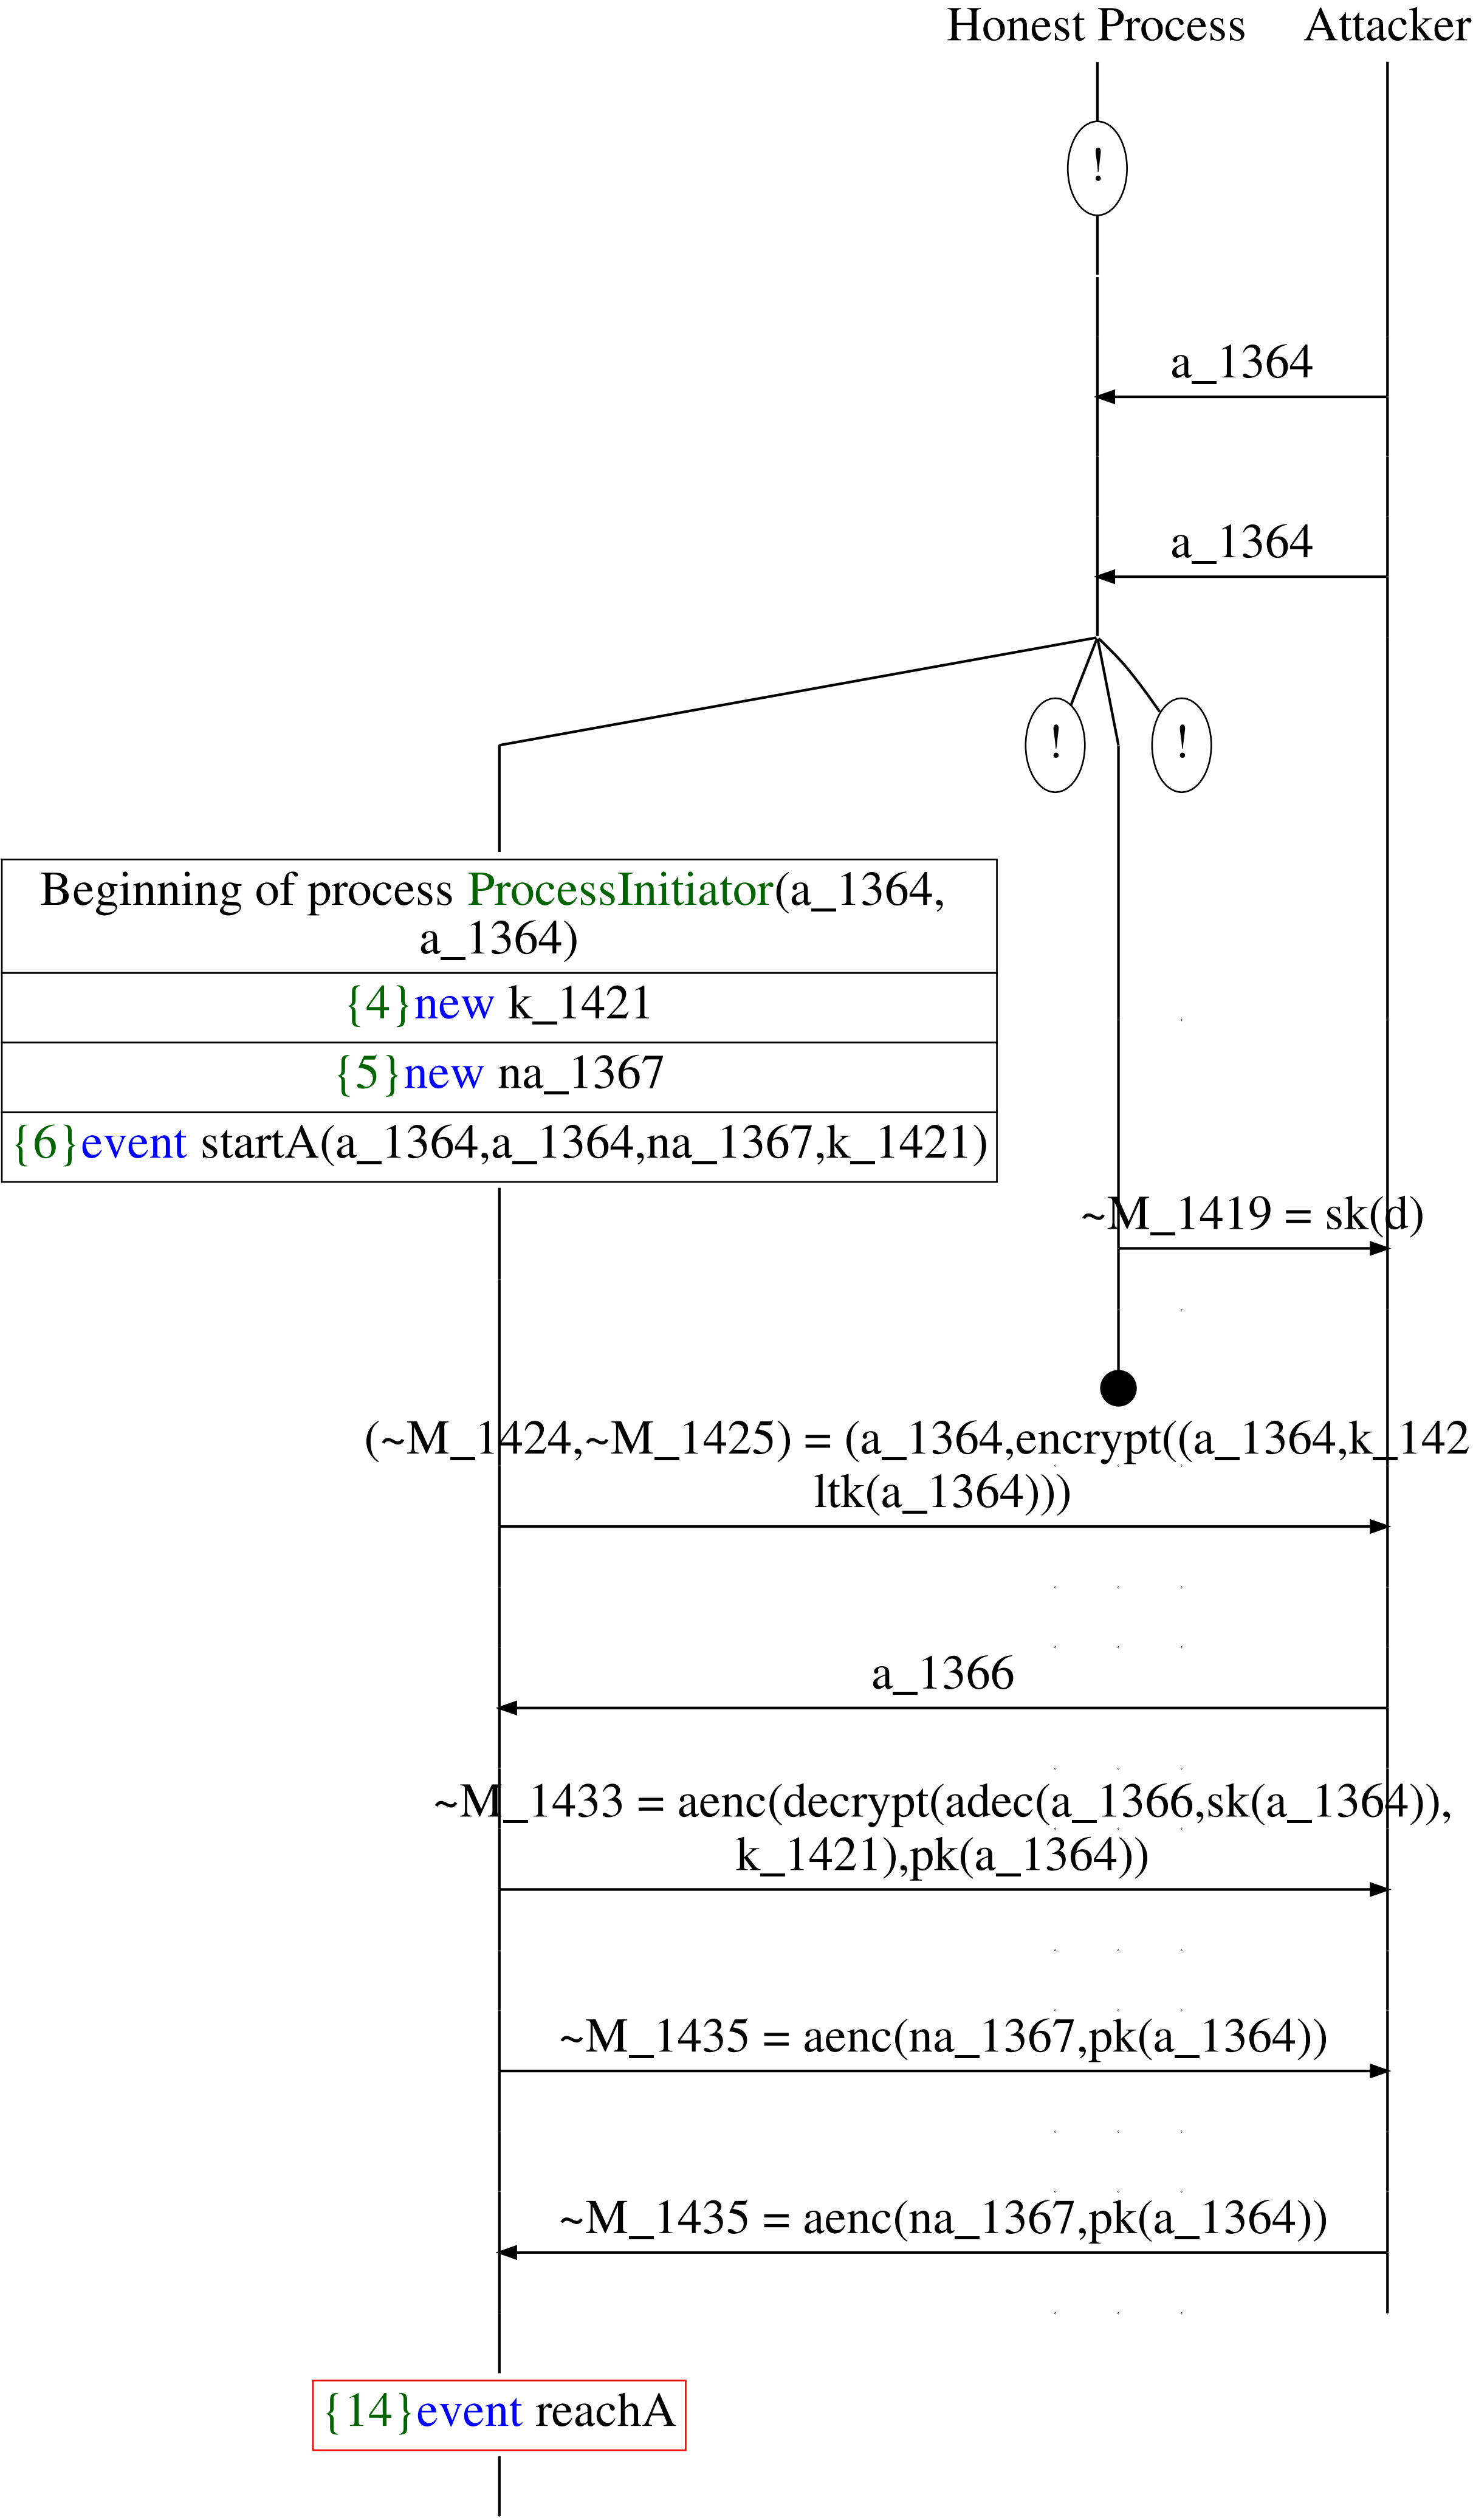 Honest Process Attacker
!
a_1364
a_1364
! !
Beginning of process ProcessInitiator(a_1364,
a_1364)
{4}new k_1421
{5}new na_1367
{6}event startA(a_1364,a_1364,na_1367,k_1421)
~M_1419 = sk(d)
(~M_1424,~M_1425) = (a_1364,encrypt((a_1364,k_142
ltk(a_1364)))
a_1366
~M_1433 = aenc(decrypt(adec(a_1366,sk(a_1364)),
k_1421),pk(a_1364))
~M_1435 = aenc(na_1367,pk(a_1364))
~M_1435 = aenc(na_1367,pk(a_1364))
{14}event reachA